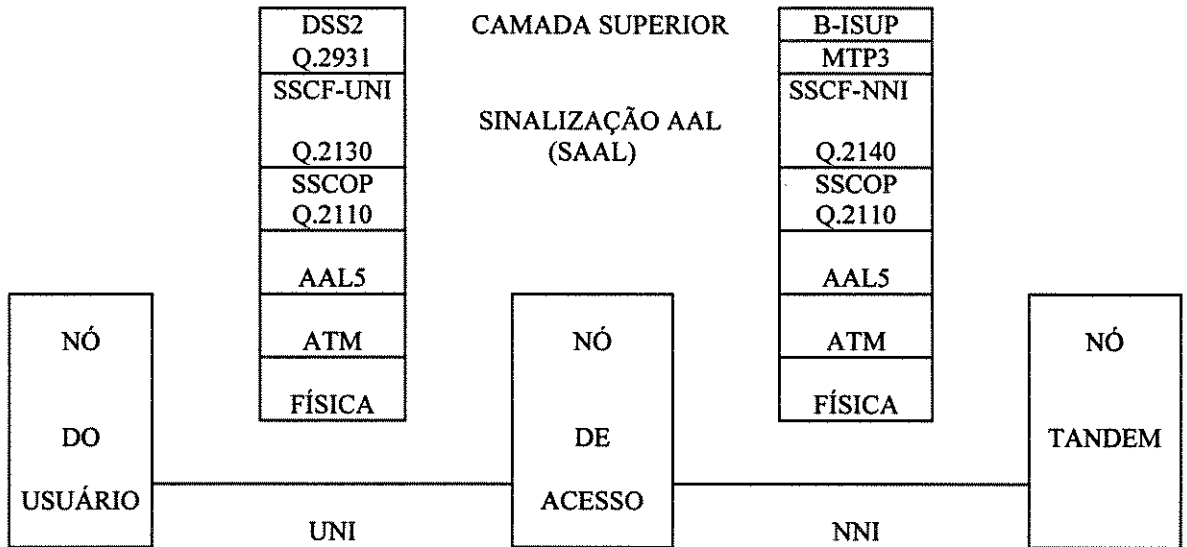 DSS2
Q.2931
SSCF-UNI
Q.2130
SSCOP
Q.2110
AAL5
ATM
FÍSICA
CAMADA SUPERIOR
SINALIZAÇÃO AAL
(SAAL)
B-ISUP
MTP3
SSCF-NNI
Q.2140
SSCOP
Q.2110
AAL5
ATM
FÍSICA
NÓ
DO
USUÁRIO
UNI
NÓ
DE
ACESSO
NNI
NÓ
TANDEM